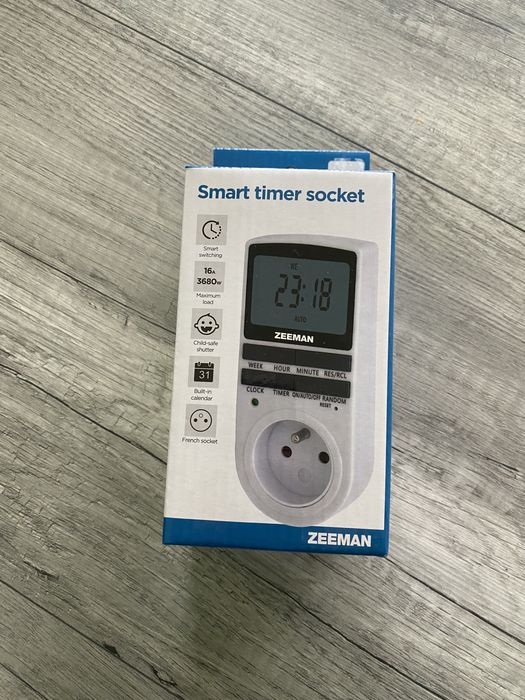 Smart timer socket
Smart
switching
16A
3680W
Maximum
load
Child-safe
shutter
31
Built-in
calendar
French socket
WE
23:18
AUTO
ZEEMAN
WEEK HOUR MINUTE RES/RCL
CLOCK TIMER ON/AUTO/OFF RANDOM
RESET
ZEEMAN